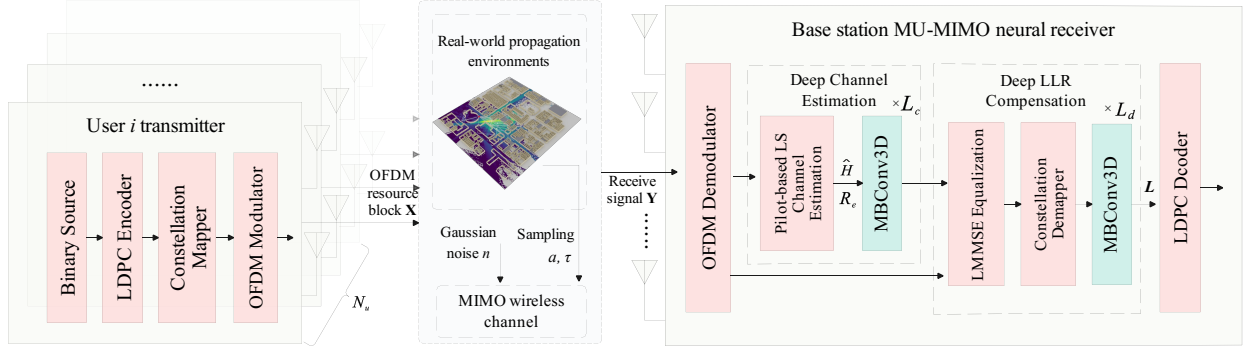 ......
User i transmitter
Binary Source
LDPC Encoder
Constellation
Mapper
OFDM Modulator
N_u
OFDM
resource
block X
Real-world propagation
environments
Gaussian
noise n
Sampling
a, τ
MIMO wireless
channel
Receive
signal Y
......
Base station MU-MIMO neural receiver
OFDM Demodulator
Deep Channel
Estimation
× L_c
Pilot-based LS
Channel
Estimation
Ĥ
R_e
MBConv3D
Deep LLR
Compensation
× L_d
LMMSE Equalization
Constellation
Demapper
MBConv3D
L
LDPC Dcoder